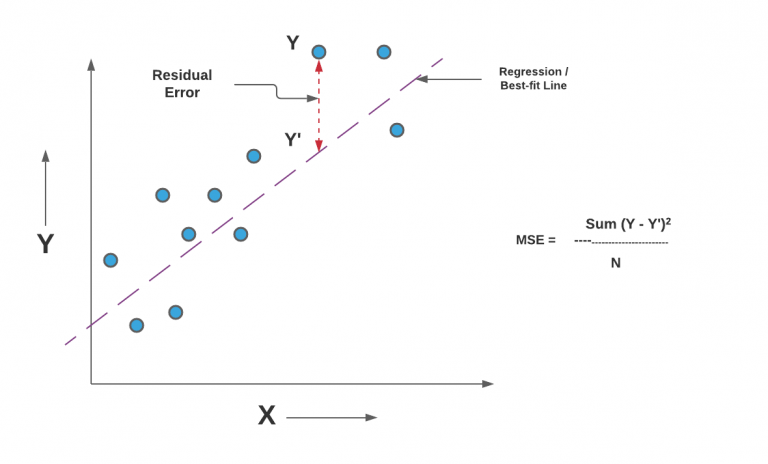 Y
Residual
Error
Regression /
Best-fit Line
Y'
Y
Sum (Y - Y')²
MSE = ----------------------------
N
X